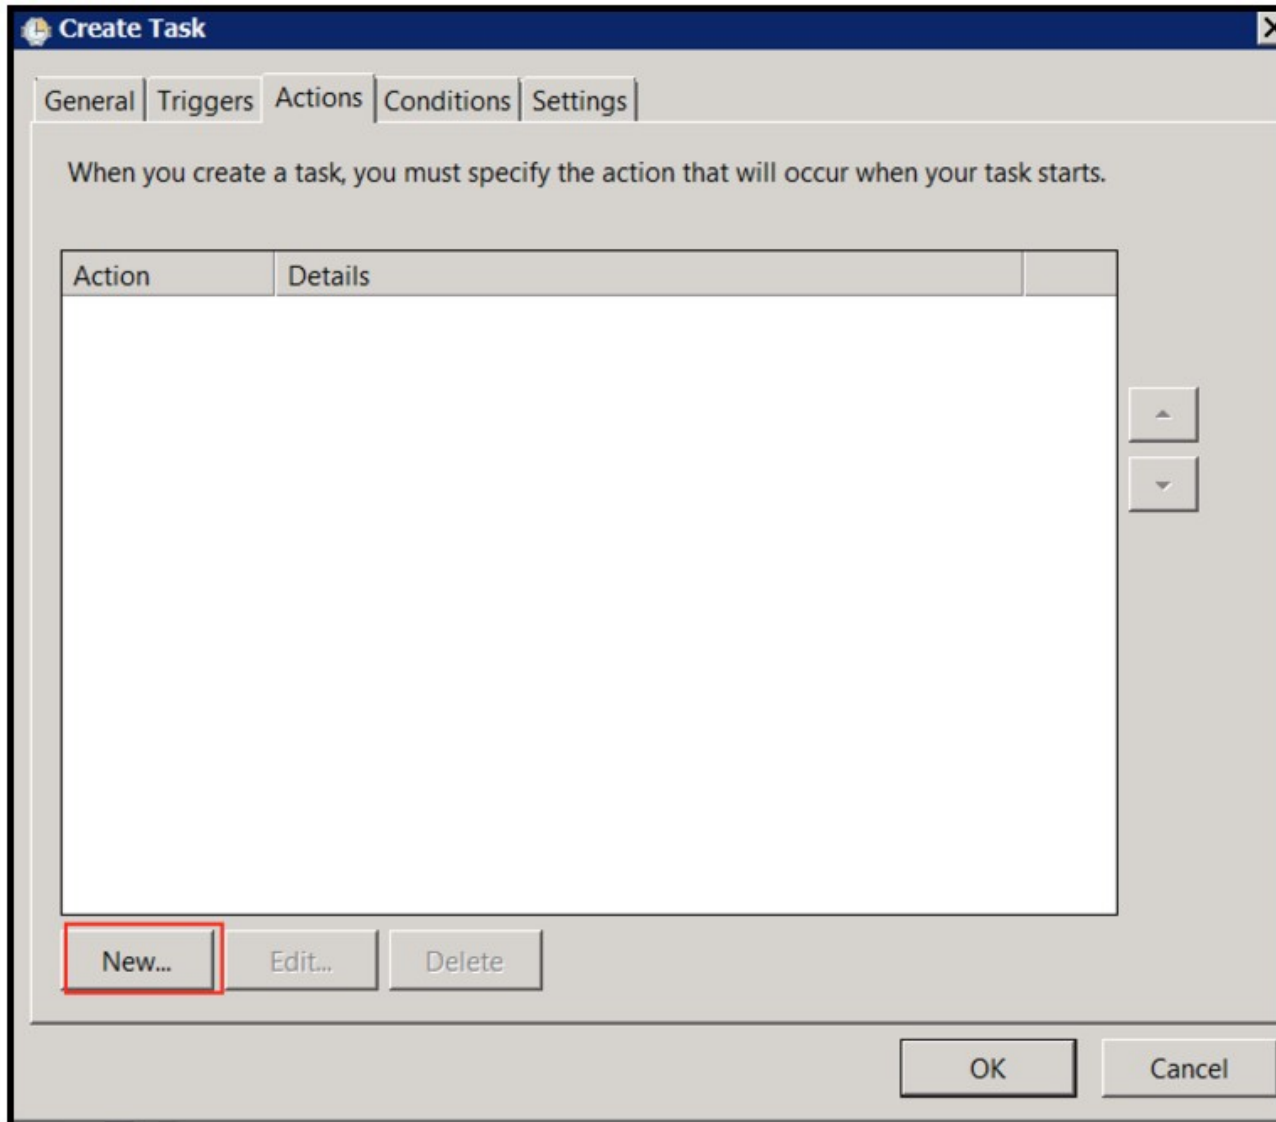 Create Task
General Triggers Actions Conditions Settings
When you create a task, you must specify the action that will occur when your task starts.
Action Details
New... Edit... Delete
OK Cancel